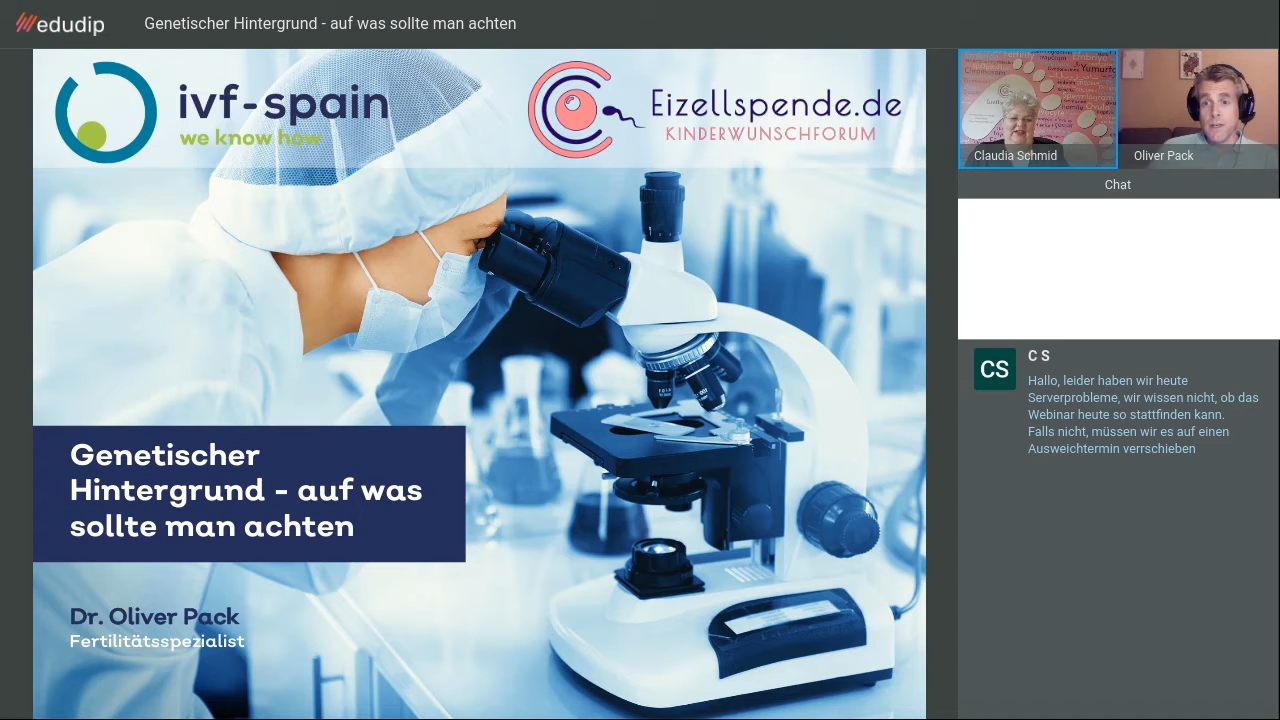 edudip
Genetischer Hintergrund - auf was sollte man achten
ivf-spain
we know how
Eizellspende.de
KINDERWUNSCHFORUM
Genetischer
Hintergrund - auf was
sollte man achten
Dr. Oliver Pack
Fertilitätsspezialist
Yumurta
Claudia Schmid
Oliver Pack
Chat
CS
C S
Hallo, leider haben wir heute
Serverprobleme, wir wissen nicht, ob das
Webinar heute so stattfinden kann.
Falls nicht, müssen wir es auf einen
Ausweichtermin verrschieben